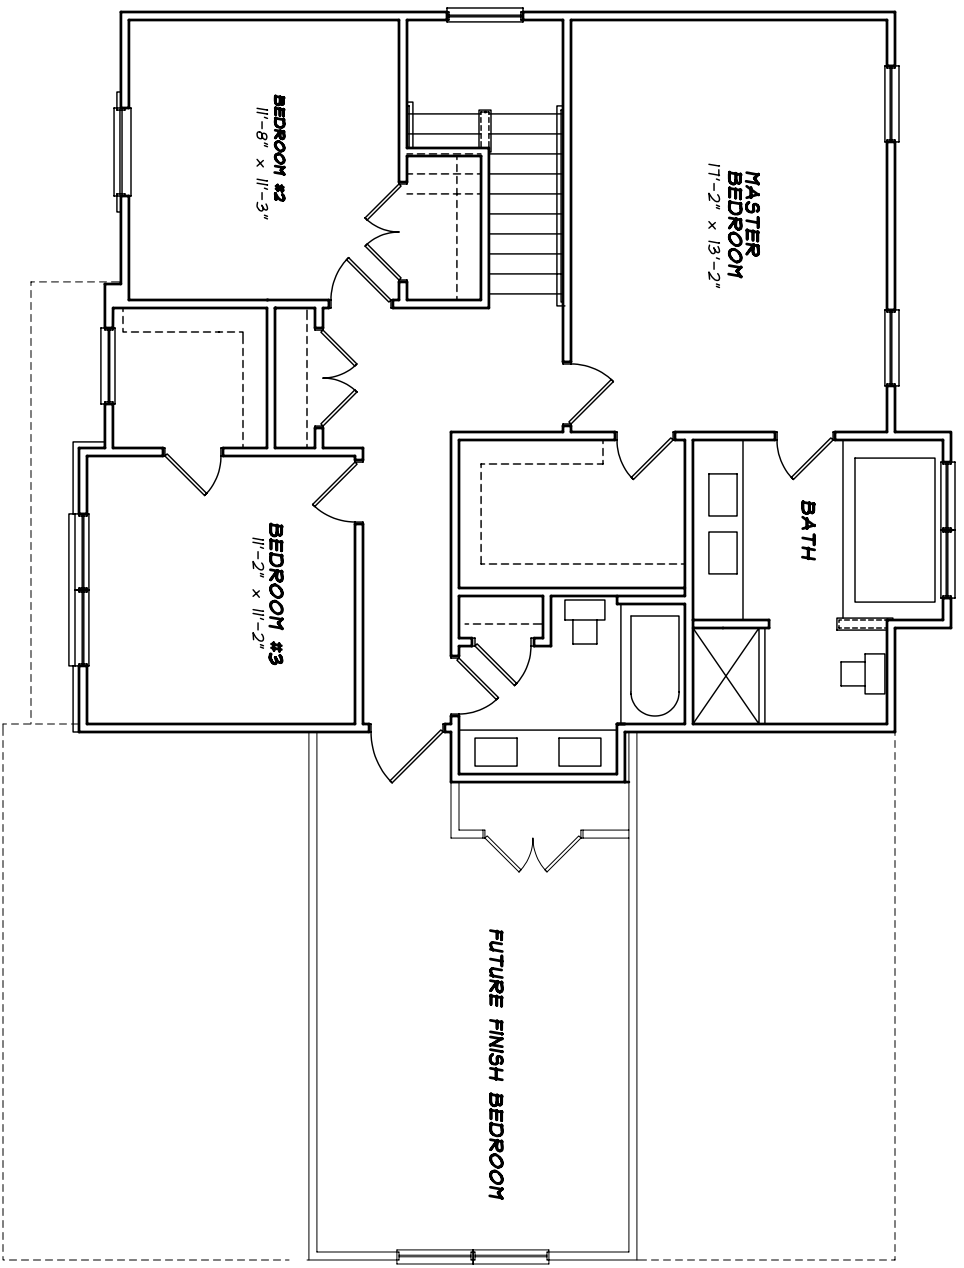 BEDROOM #2
11'-8" × 11'-3"
MASTER
BEDROOM
17'-2" × 13'-2"
BATH
BEDROOM #3
11'-2" × 11'-2"
FUTURE FINISH BEDROOM